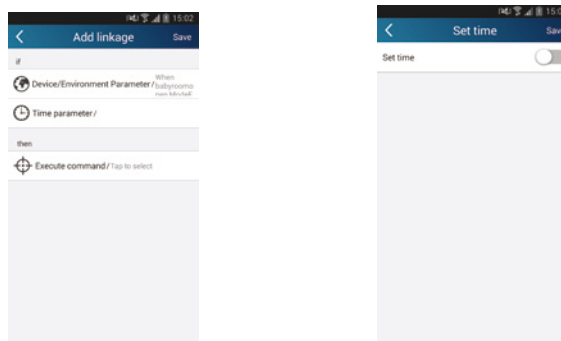 15:02
Add linkage
Save
if
Device/Environment Parameter/
When
babyroomo
Time parameter/
then
Execute command/Tap to select
Set time
Set time